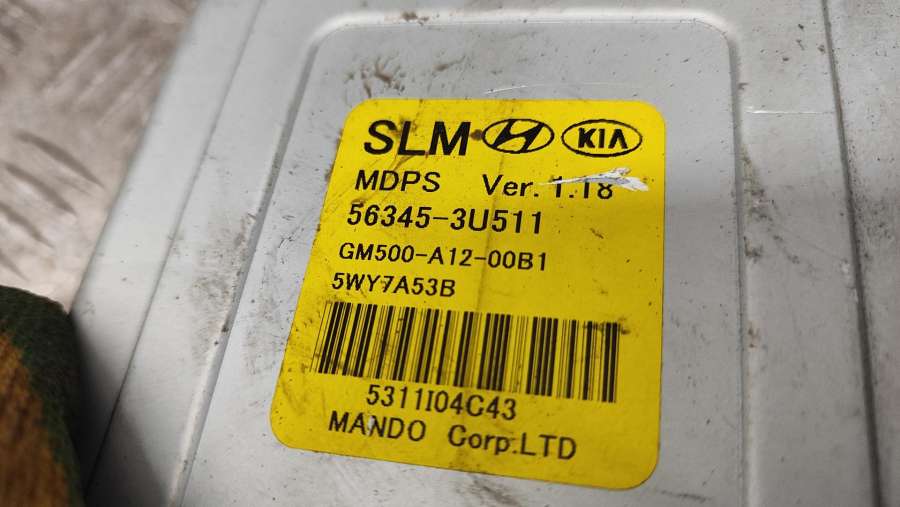 SLM KIA
MDPS Ver. 1.18
56345-3U511
GM500-A12-00B1
5WY7A53B
5311I04C43
MANDO Corp.LTD